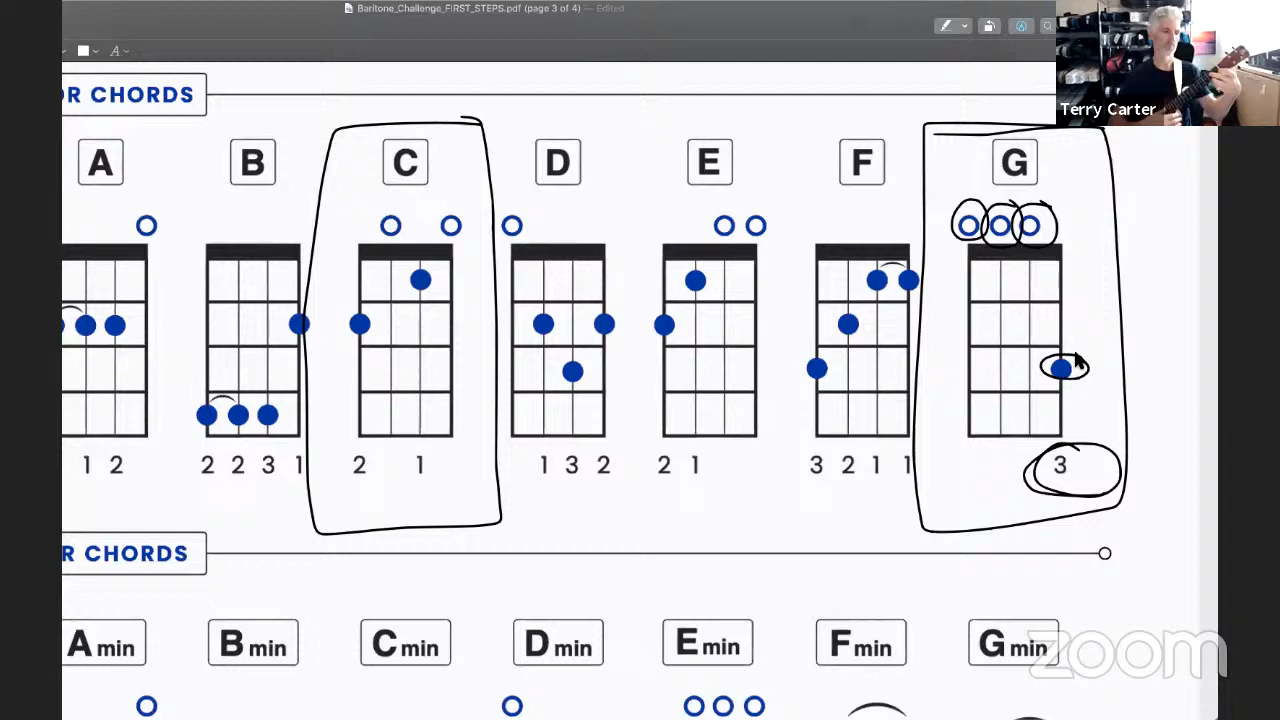 Baritone_Challenge_FIRST_STEPS.pdf (page 3 of 4) — Edited
A
Terry Carter
OR CHORDS
A B C D E F G
1 2 2 2 3 1 2 1 1 3 2 2 1 3 2 1 1 3
R CHORDS
A min B min C min D min E min F min G min
zoom